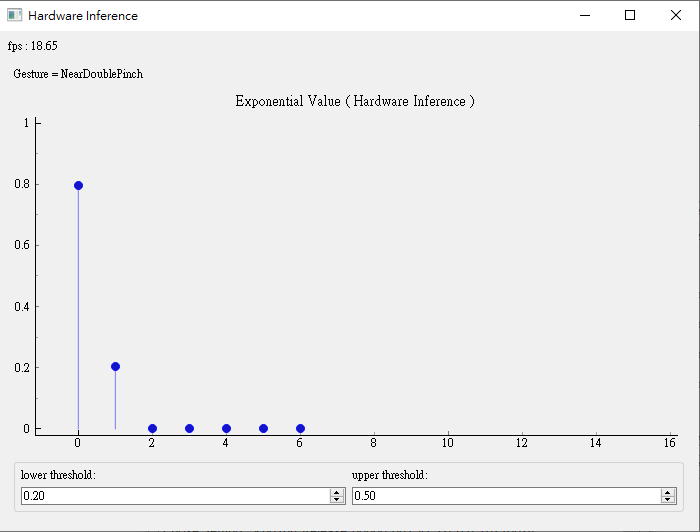 Hardware Inference
fps : 18.65
Gesture = NearDoublePinch
Exponential Value ( Hardware Inference )
1
0.8
0.6
0.4
0.2
0
0 2 4 6 8 10 12 14 16
lower threshold: upper threshold:
0.20 0.50